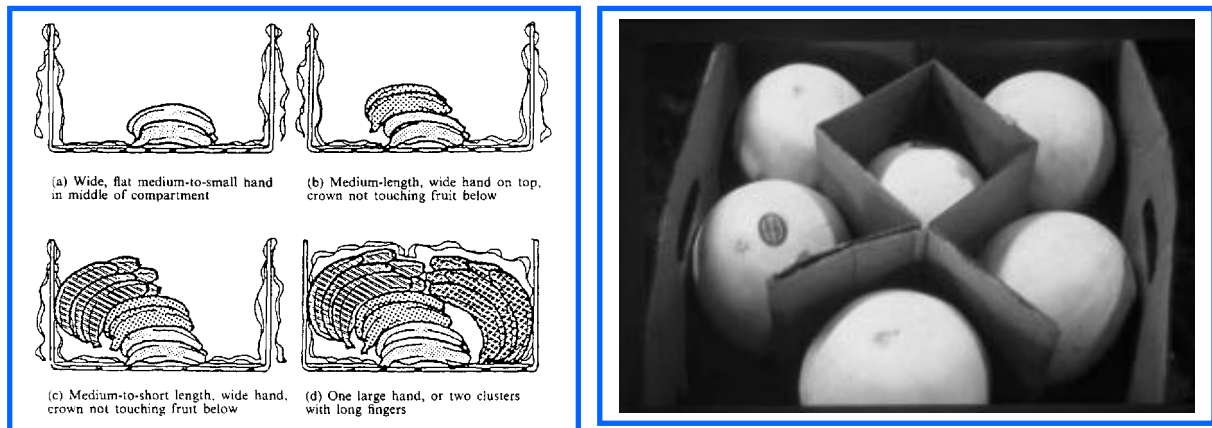 (a) Wide, flat medium-to-small hand
in middle of compartment
(b) Medium-length, wide hand on top,
crown not touching fruit below
(c) Medium-to-short length, wide hand,
crown not touching fruit below
(d) One large hand, or two clusters
with long fingers